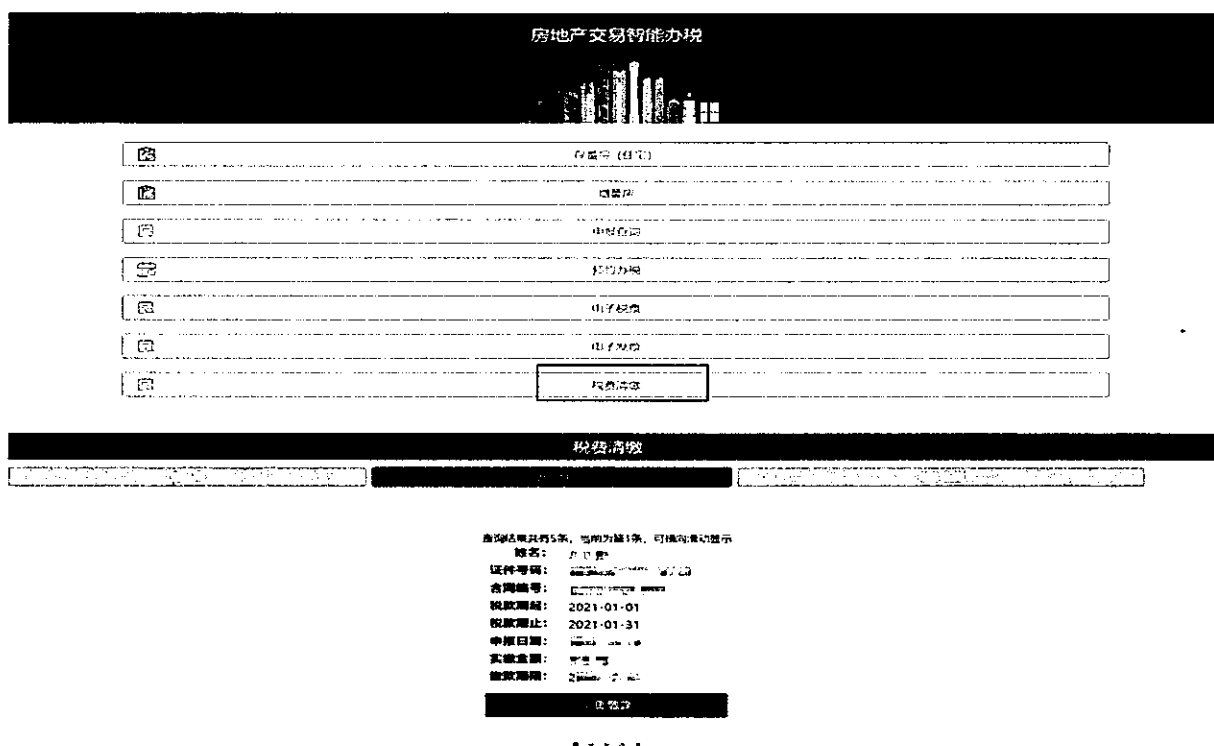 房地产交易智能办税
存量房 (住宅)
增量房
申报查询
预约办税
电子税票
电子发票
税费清缴
税费清缴
查询结果共有5条，当前为第1条，可横向滑动显示
姓名：
证件号码：
合同编号：
税款期起： 2021-01-01
税款期止： 2021-01-31
申报日期：
实缴金额：
缴款期限：